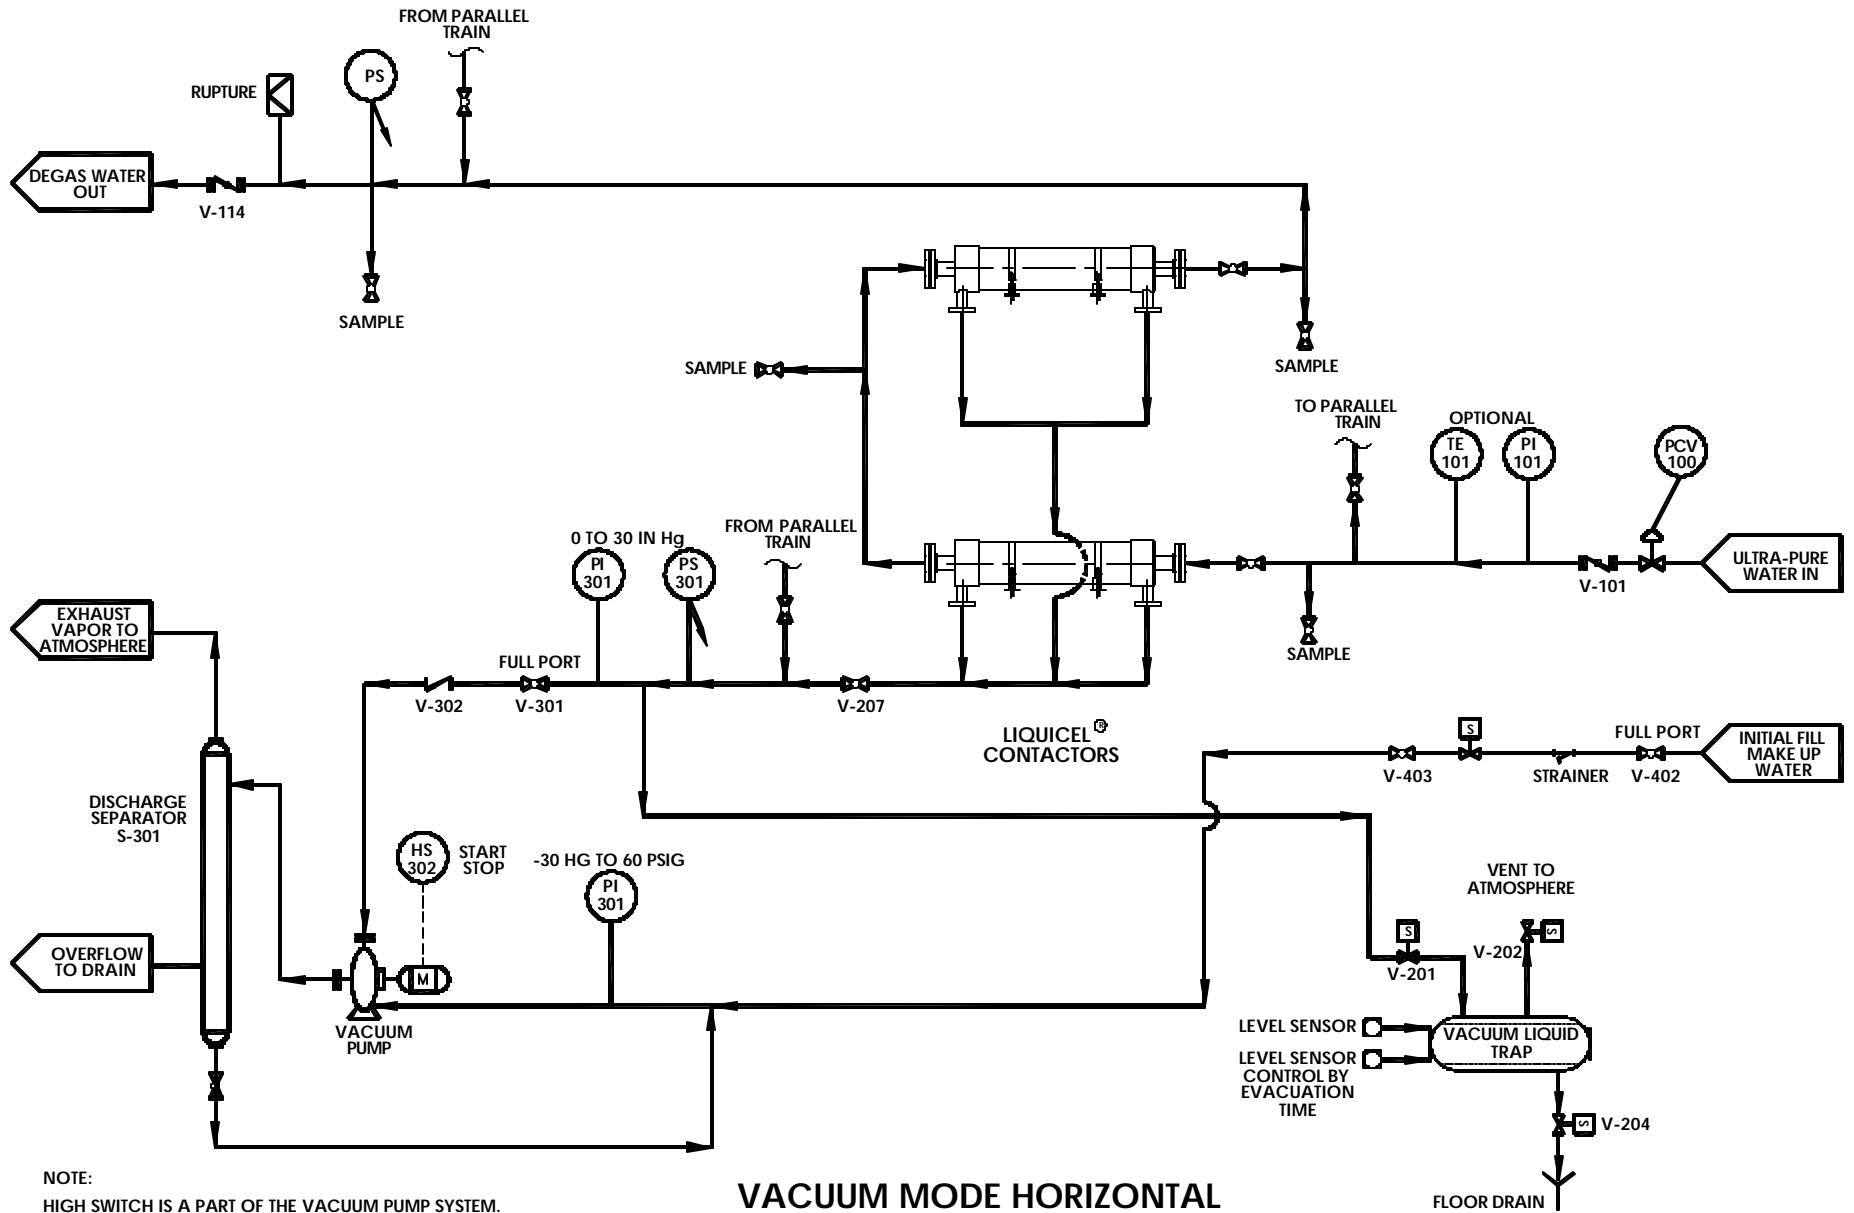 FROM PARALLEL
TRAIN
RUPTURE
PS
DEGAS WATER
OUT
V-114
SAMPLE
SAMPLE
SAMPLE
TO PARALLEL
TRAIN
OPTIONAL
TE
101
PI
101
PCV
100
0 TO 30 IN Hg
PI
301
PS
301
FROM PARALLEL
TRAIN
ULTRA-PURE
WATER IN
V-101
EXHAUST
VAPOR TO
ATMOSPHERE
SAMPLE
FULL PORT
V-302
V-301
V-207
LIQUICEL ®
CONTACTORS
S
FULL PORT
INITIAL FILL
MAKE UP
WATER
V-403
STRAINER
V-402
DISCHARGE
SEPARATOR
S-301
HS
302
START
STOP
-30 HG TO 60 PSIG
PI
301
VENT TO
ATMOSPHERE
S
S
V-202
V-201
OVERFLOW
TO DRAIN
M
VACUUM
PUMP
LEVEL SENSOR
LEVEL SENSOR
CONTROL BY
EVACUATION
TIME
VACUUM LIQUID
TRAP
S
V-204
FLOOR DRAIN
NOTE:
HIGH SWITCH IS A PART OF THE VACUUM PUMP SYSTEM.
VACUUM MODE HORIZONTAL